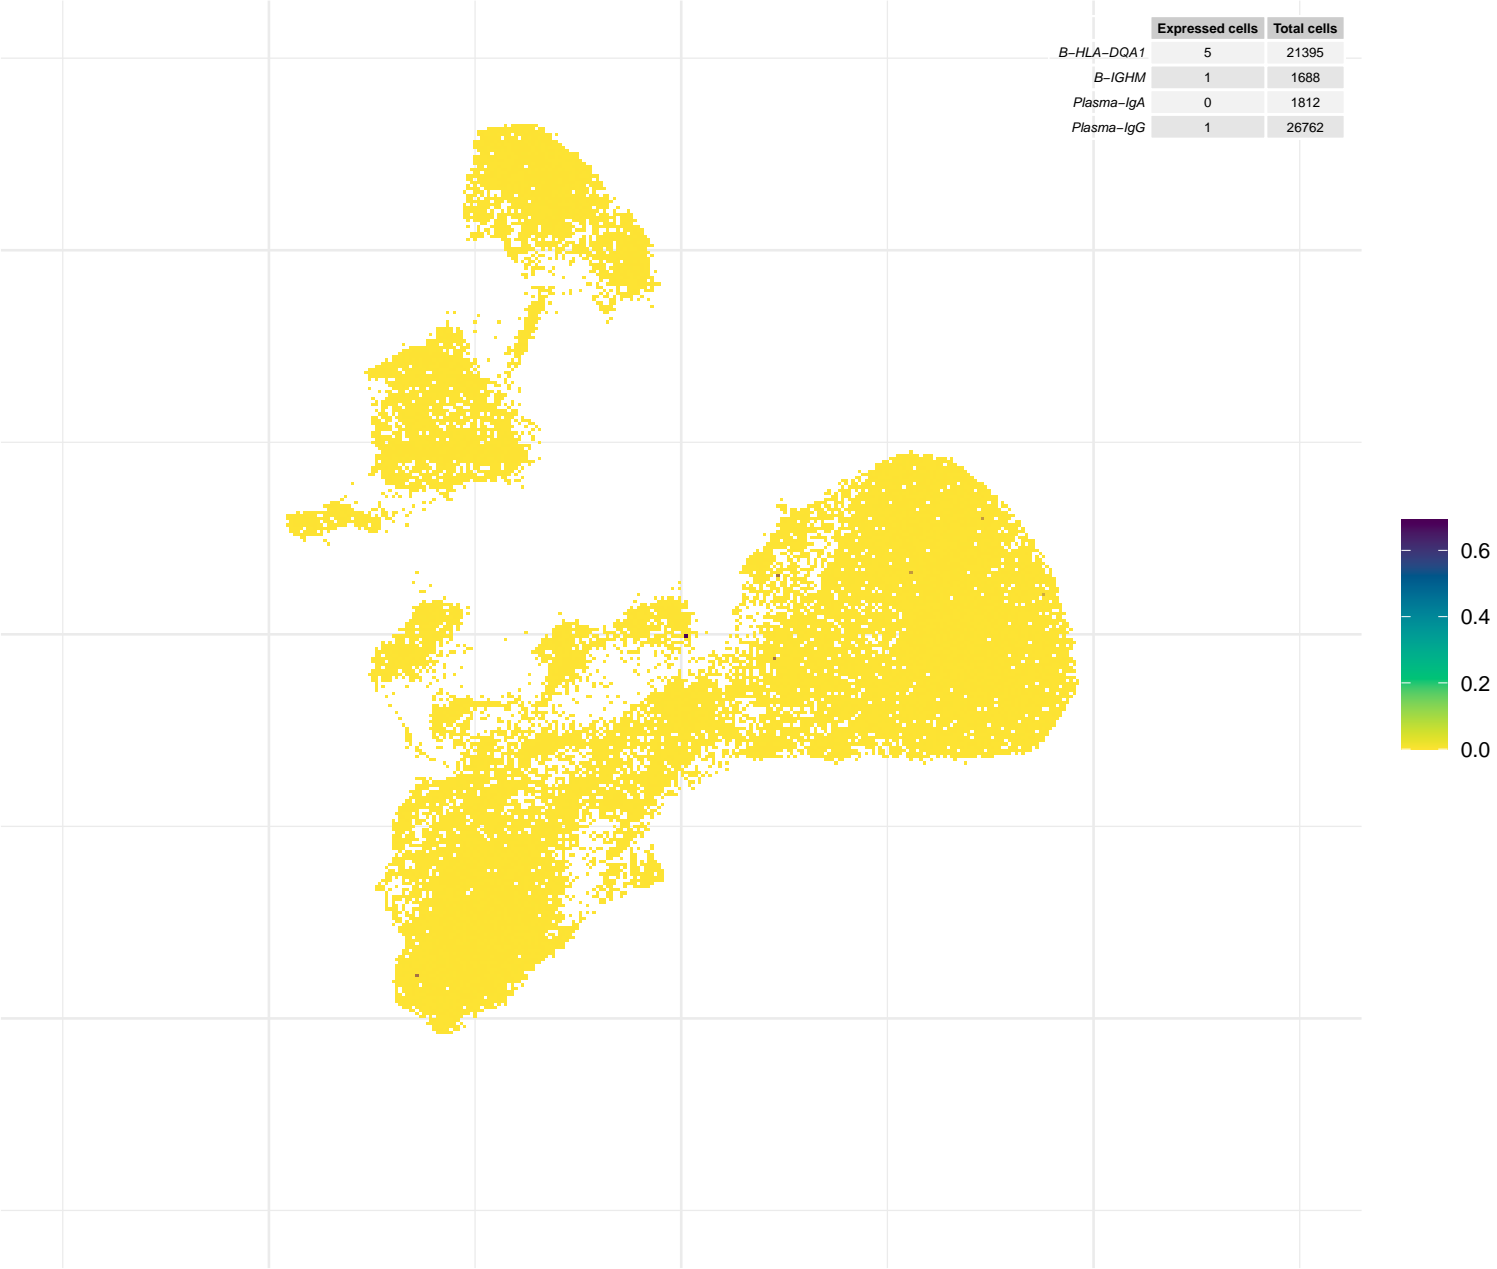 Expressed cells Total cells
B−HLA−DQA1 5 21395
B−IGHM 1 1688
Plasma−IgA 0 1812
Plasma−IgG 1 26762
0.6
0.4
0.2
0.0